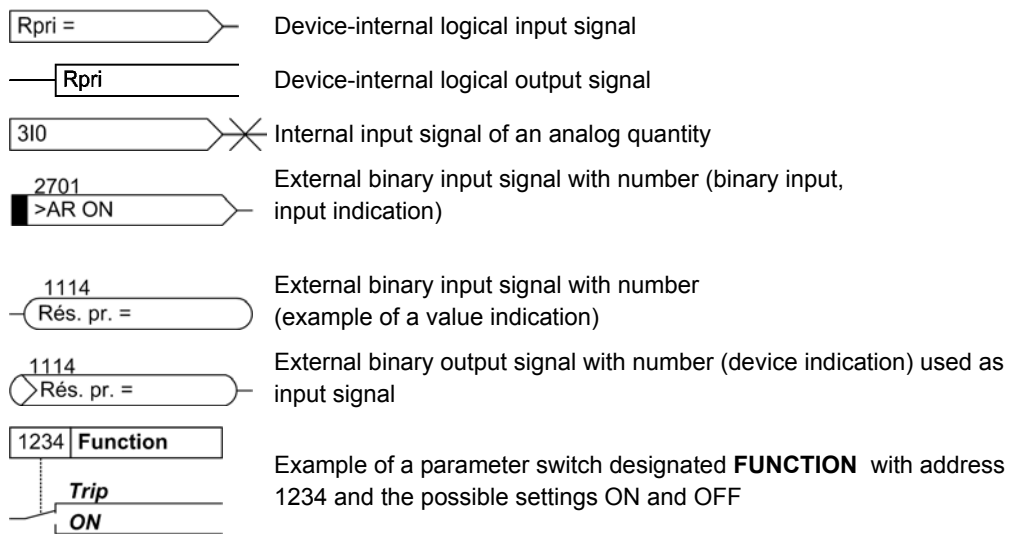 Rpri =
Device-internal logical input signal
Rpri
Device-internal logical output signal
3I0
Internal input signal of an analog quantity
2701
>AR ON
External binary input signal with number (binary input,
input indication)
1114
Rés. pr. =
External binary input signal with number
(example of a value indication)
1114
Rés. pr. =
External binary output signal with number (device indication) used as
input signal
1234 Function
Trip
ON
Example of a parameter switch designated FUNCTION with address
1234 and the possible settings ON and OFF